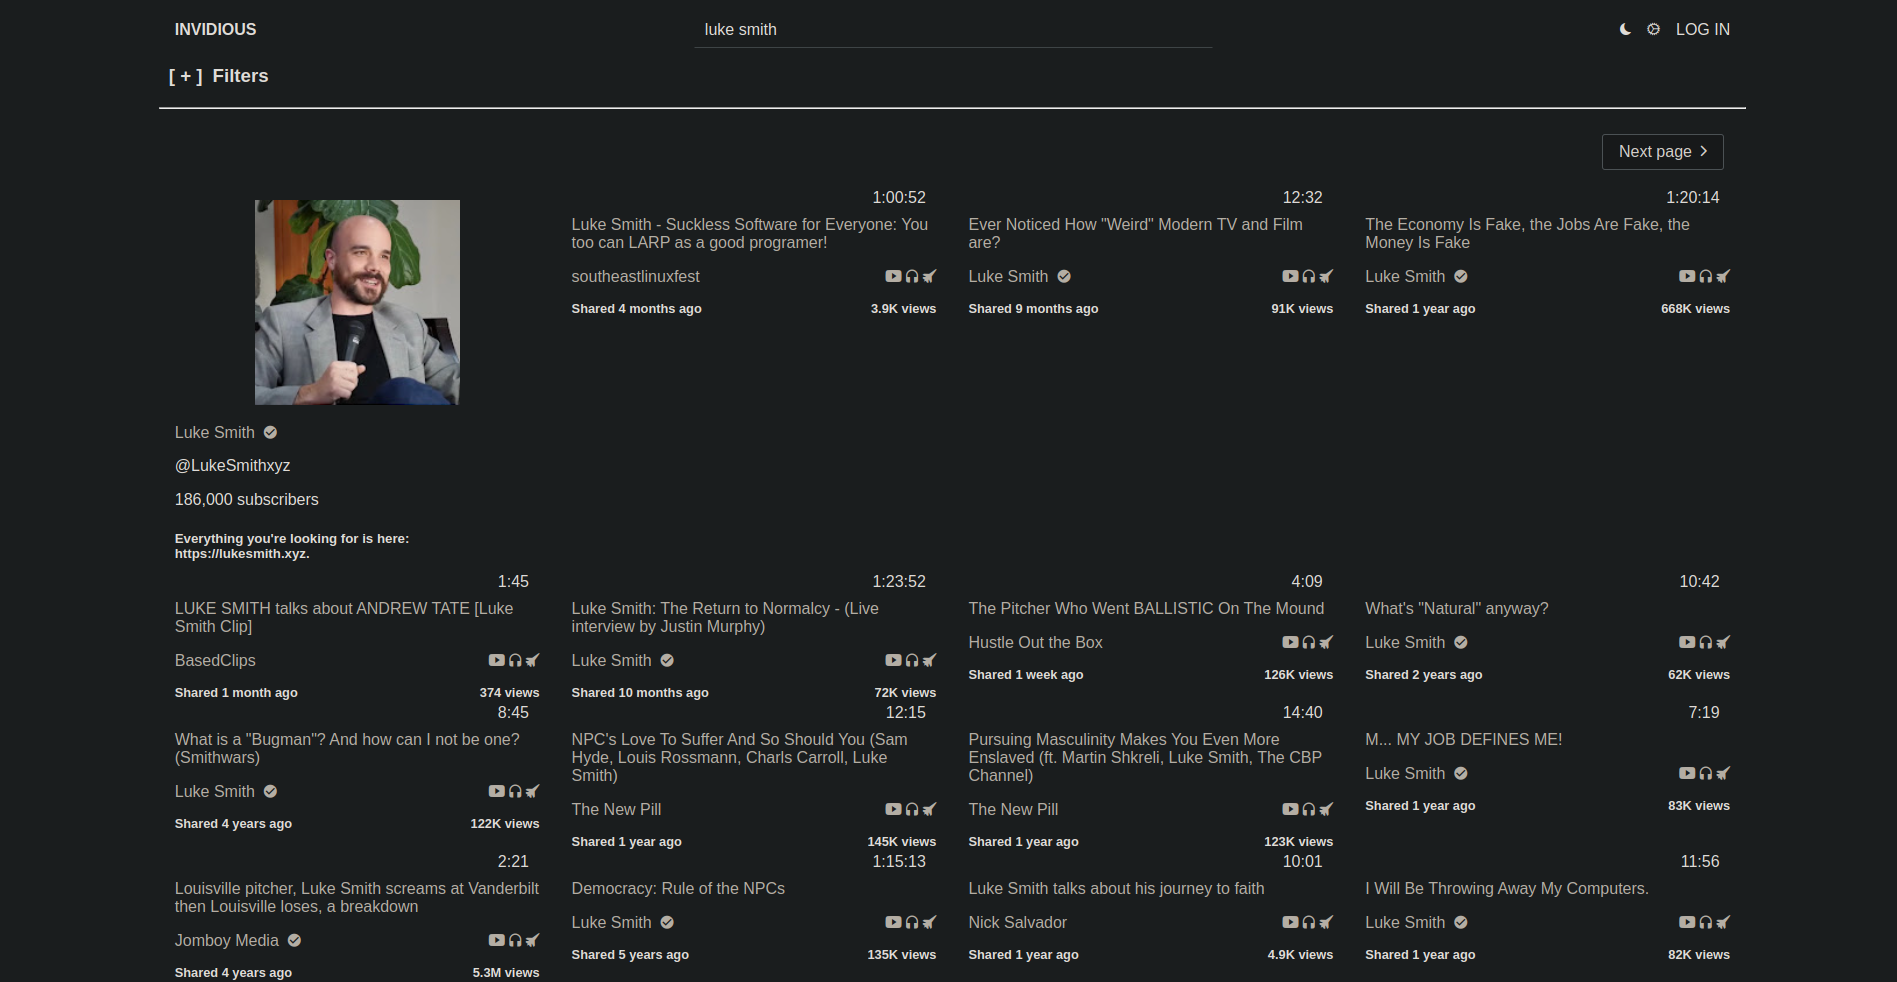 INVIDIOUS
luke smith
LOG IN
[ + ] Filters
Next page
Luke Smith
@LukeSmithxyz
186,000 subscribers
Everything you're looking for is here:
https://lukesmith.xyz.
1:00:52
Luke Smith - Suckless Software for Everyone: You
too can LARP as a good programer!
southeastlinuxfest
Shared 4 months ago 3.9K views
12:32
Ever Noticed How "Weird" Modern TV and Film
are?
Luke Smith
Shared 9 months ago 91K views
1:20:14
The Economy Is Fake, the Jobs Are Fake, the
Money Is Fake
Luke Smith
Shared 1 year ago 668K views
1:45
LUKE SMITH talks about ANDREW TATE [Luke
Smith Clip]
BasedClips
Shared 1 month ago 374 views
1:23:52
Luke Smith: The Return to Normalcy - (Live
interview by Justin Murphy)
Luke Smith
Shared 10 months ago 72K views
4:09
The Pitcher Who Went BALLISTIC On The Mound
Hustle Out the Box
Shared 1 week ago 126K views
10:42
What's "Natural" anyway?
Luke Smith
Shared 2 years ago 62K views
8:45
What is a "Bugman"? And how can I not be one?
(Smithwars)
Luke Smith
Shared 4 years ago 122K views
12:15
NPC's Love To Suffer And So Should You (Sam
Hyde, Louis Rossmann, Charls Carroll, Luke
Smith)
The New Pill
Shared 1 year ago 145K views
14:40
Pursuing Masculinity Makes You Even More
Enslaved (ft. Martin Shkreli, Luke Smith, The CBP
Channel)
The New Pill
Shared 1 year ago 123K views
7:19
M... MY JOB DEFINES ME!
Luke Smith
Shared 1 year ago 83K views
2:21
Louisville pitcher, Luke Smith screams at Vanderbilt
then Louisville loses, a breakdown
Jomboy Media
Shared 4 years ago 5.3M views
1:15:13
Democracy: Rule of the NPCs
Luke Smith
Shared 5 years ago 135K views
10:01
Luke Smith talks about his journey to faith
Nick Salvador
Shared 1 year ago 4.9K views
11:56
I Will Be Throwing Away My Computers.
Luke Smith
Shared 1 year ago 82K views